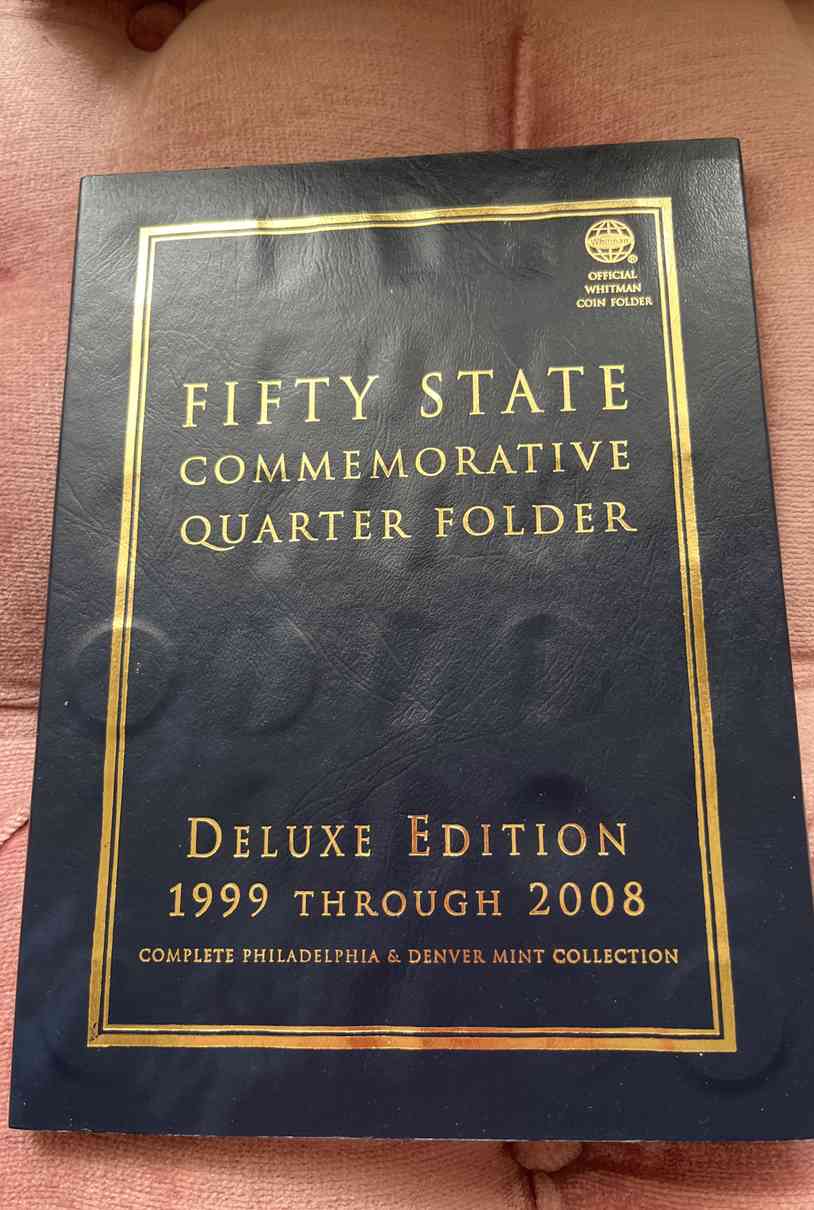 Whitman
®
OFFICIAL
WHITMAN
COIN FOLDER
FIFTY STATE
COMMEMORATIVE
QUARTER FOLDER
DELUXE EDITION
1999 THROUGH 2008
COMPLETE PHILADELPHIA & DENVER MINT COLLECTION